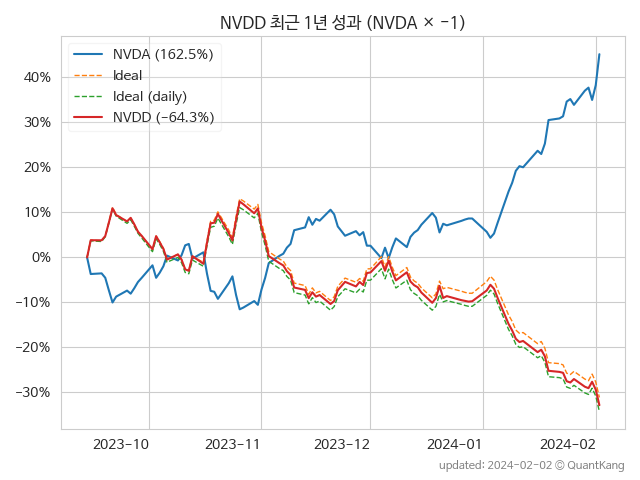 NVDD 최근 1년 성과 (NVDA × -1)
NVDA (162.5%)
Ideal
Ideal (daily)
NVDD (-64.3%)
40%
30%
20%
10%
0%
-10%
-20%
-30%
2023-10
2023-11
2023-12
2024-01
2024-02
updated: 2024-02-02 © QuantKang